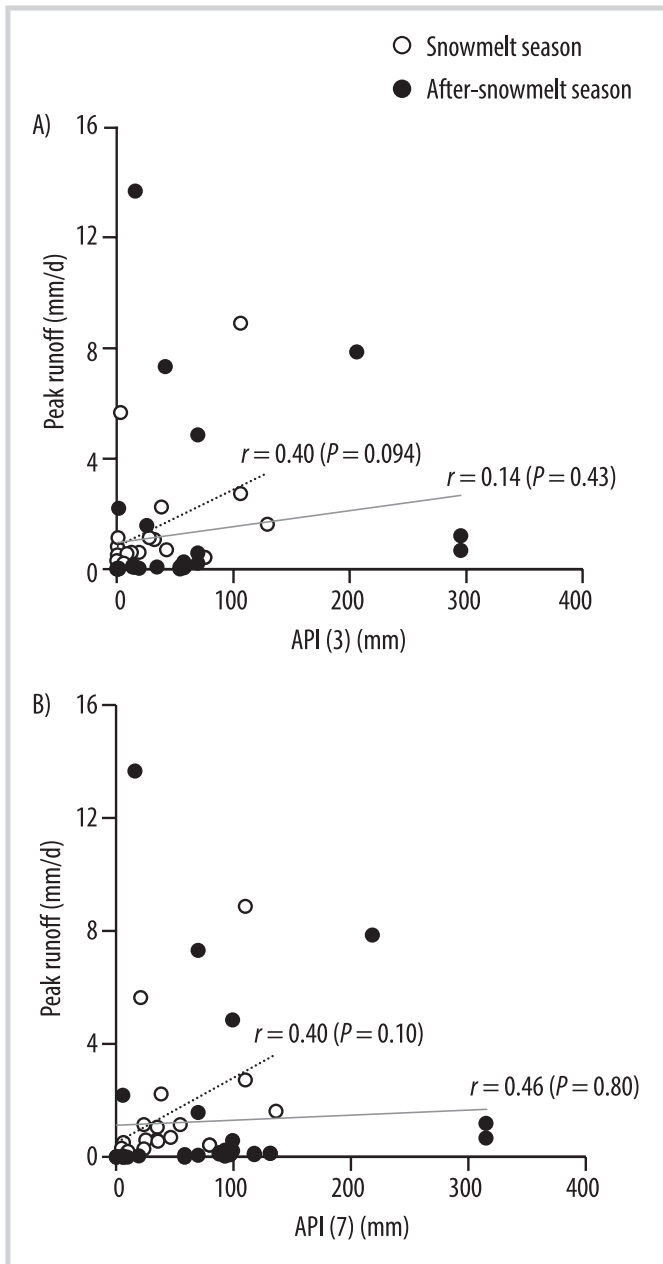 Snowmelt season
After-snowmelt season
A)
16
12
8
4
0
Peak runoff (mm/d)
r = 0.40 (P = 0.094)
r = 0.14 (P = 0.43)
0 100 200 300 400
API (3) (mm)
B)
16
12
8
4
0
Peak runoff (mm/d)
r = 0.40 (P = 0.10)
r = 0.46 (P = 0.80)
0 100 200 300 400
API (7) (mm)